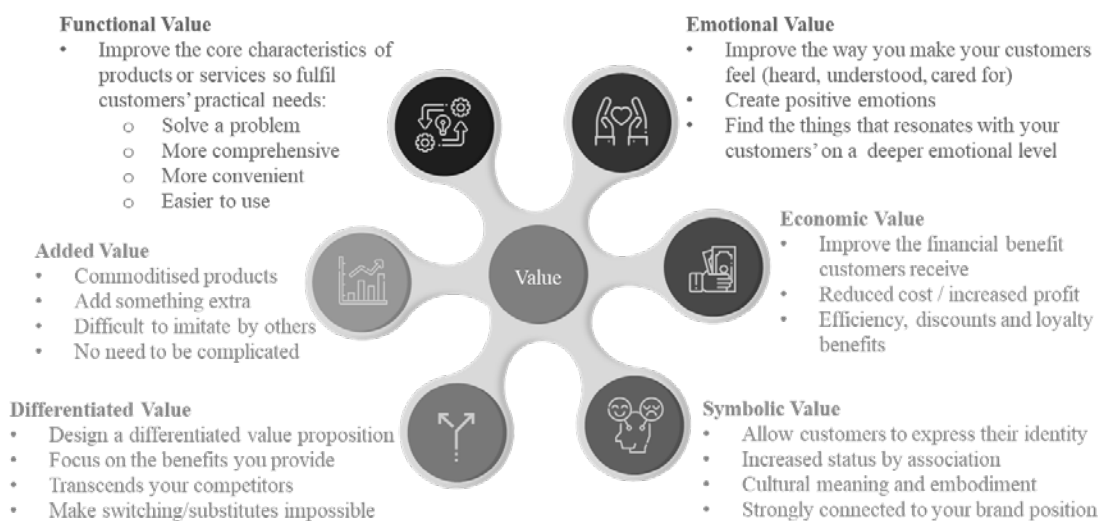 Functional Value
• Improve the core characteristics of
products or services so fulfil
customers' practical needs:
o Solve a problem
o More comprehensive
o More convenient
o Easier to use
Emotional Value
• Improve the way you make your customers
feel (heard, understood, cared for)
• Create positive emotions
• Find the things that resonates with your
customers' on a deeper emotional level
Added Value
• Commoditised products
• Add something extra
• Difficult to imitate by others
• No need to be complicated
Value
Economic Value
• Improve the financial benefit
customers receive
• Reduced cost / increased profit
• Efficiency, discounts and loyalty
benefits
Differentiated Value
• Design a differentiated value proposition
• Focus on the benefits you provide
• Transcends your competitors
• Make switching/substitutes impossible
Symbolic Value
• Allow customers to express their identity
• Increased status by association
• Cultural meaning and embodiment
• Strongly connected to your brand position